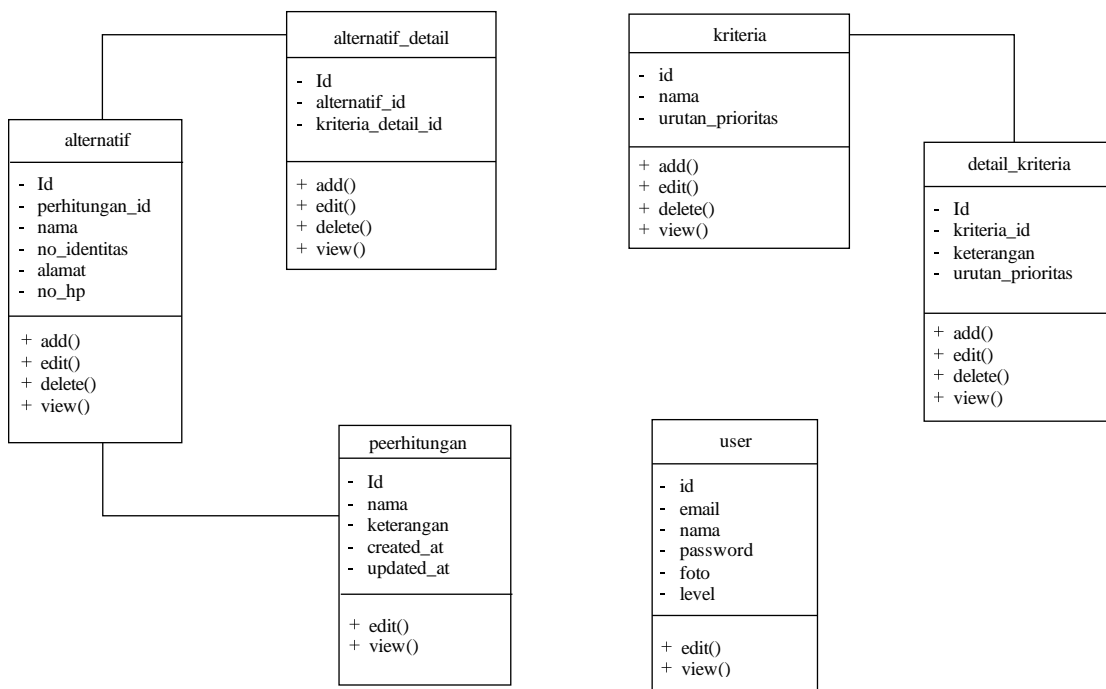 alternatif_detail
- Id
- alternatif_id
- kriteria_detail_id
+ add()
+ edit()
+ delete()
+ view()
kriteria
- id
- nama
- urutan_prioritas
+ add()
+ edit()
+ delete()
+ view()
alternatif
- Id
- perhitungan_id
- nama
- no_identitas
- alamat
- no_hp
+ add()
+ edit()
+ delete()
+ view()
detail_kriteria
- Id
- kriteria_id
- keterangan
- urutan_prioritas
+ add()
+ edit()
+ delete()
+ view()
peerhitungan
- Id
- nama
- keterangan
- created_at
- updated_at
+ edit()
+ view()
user
- id
- email
- nama
- password
- foto
- level
+ edit()
+ view()